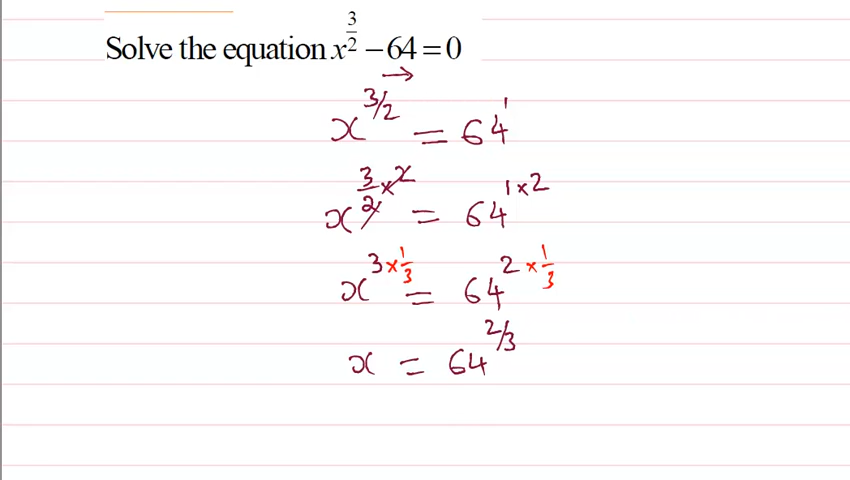 Solve the equation x^{3/2} − 64 = 0
x^{3/2} = 64^{1}
x^{3/2 × 2} = 64^{1 × 2}
x^{3 × 1/3} = 64^{2 × 1/3}
x = 64^{2/3}